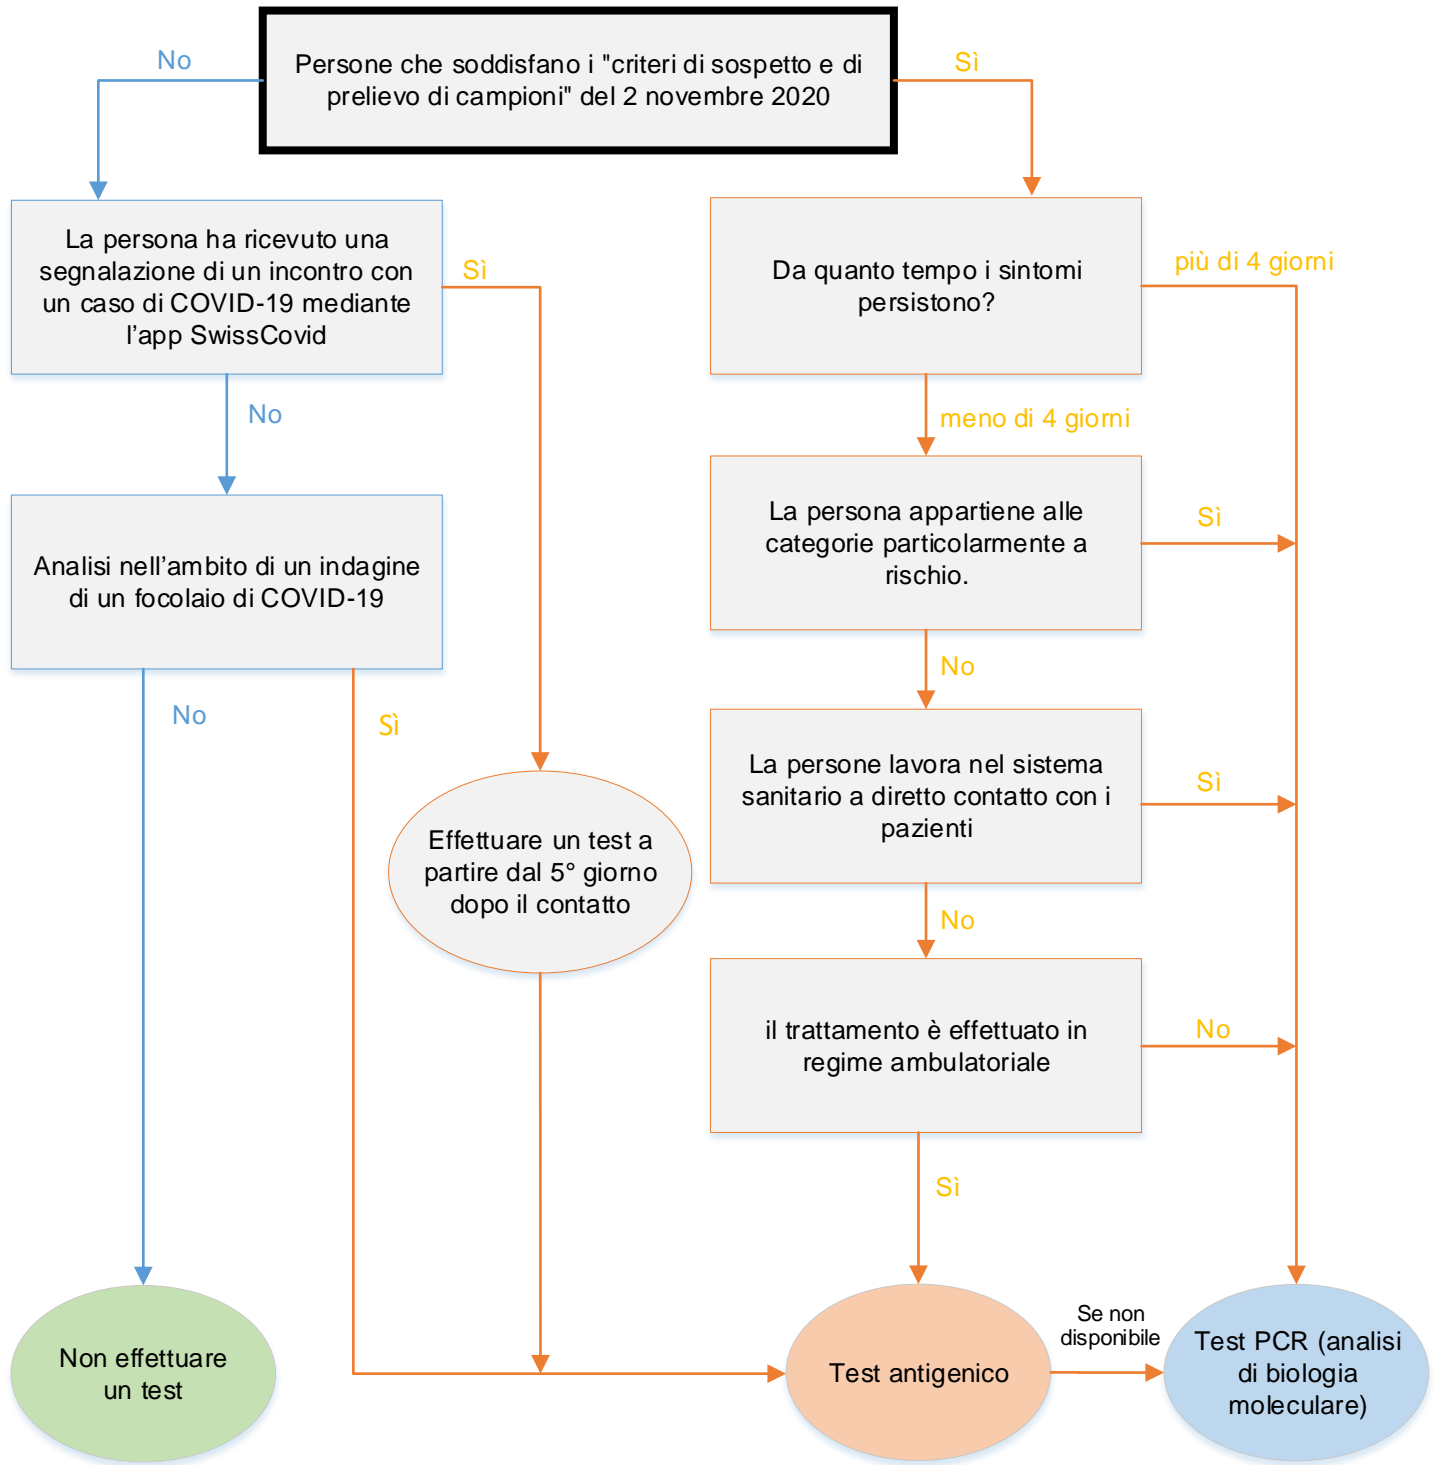 No
Persone che soddisfano i "criteri di sospetto e di
prelievo di campioni" del 2 novembre 2020
Sì
La persona ha ricevuto una
segnalazione di un incontro con
un caso di COVID-19 mediante
l'app SwissCovid
Sì
Da quanto tempo i sintomi
persistono?
più di 4 giorni
No
meno di 4 giorni
Analisi nell'ambito di un indagine
di un focolaio di COVID-19
La persona appartiene alle
categorie particolarmente a
rischio.
Sì
No
No
Sì
La persone lavora nel sistema
sanitario a diretto contatto con i
pazienti
Sì
Effettuare un test a
partire dal 5° giorno
dopo il contatto
No
il trattamento è effettuato in
regime ambulatoriale
No
Sì
Non effettuare
un test
Test antigenico
Se non
disponibile
Test PCR (analisi
di biologia
moleculare)